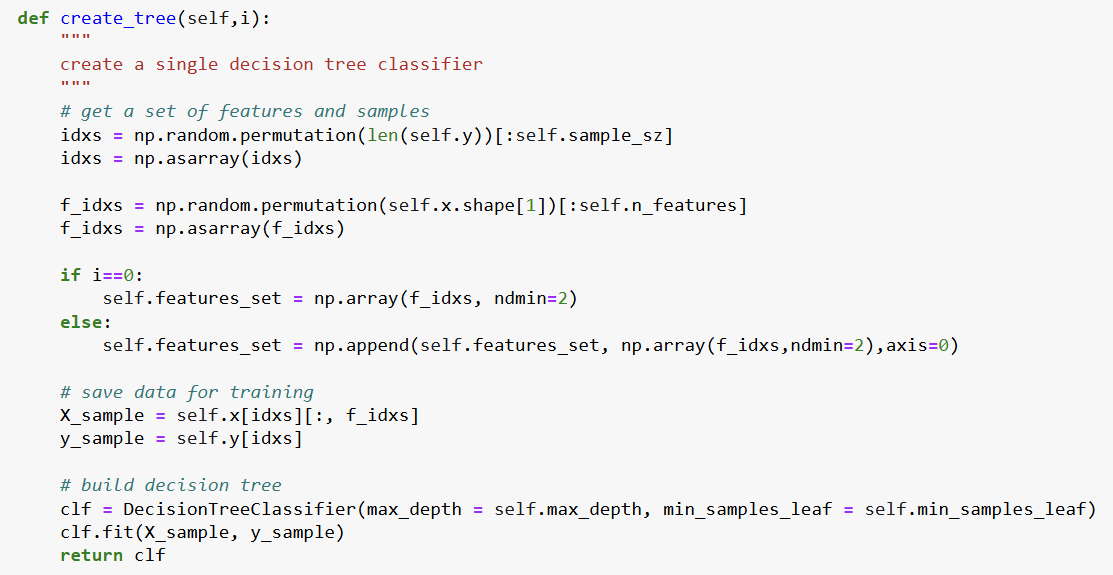 def create_tree(self,i):
    """
    create a single decision tree classifier
    """
    # get a set of features and samples
    idxs = np.random.permutation(len(self.y))[:self.sample_sz]
    idxs = np.asarray(idxs)

    f_idxs = np.random.permutation(self.x.shape[1])[:self.n_features]
    f_idxs = np.asarray(f_idxs)

    if i==0:
        self.features_set = np.array(f_idxs, ndmin=2)
    else:
        self.features_set = np.append(self.features_set, np.array(f_idxs,ndmin=2),axis=0)

    # save data for training
    X_sample = self.x[idxs][:, f_idxs]
    y_sample = self.y[idxs]

    # build decision tree
    clf = DecisionTreeClassifier(max_depth = self.max_depth, min_samples_leaf = self.min_samples_leaf)
    clf.fit(X_sample, y_sample)
    return clf